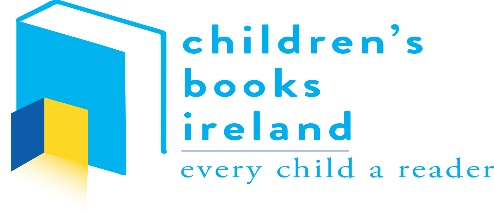 children's
books
ireland
every child a reader